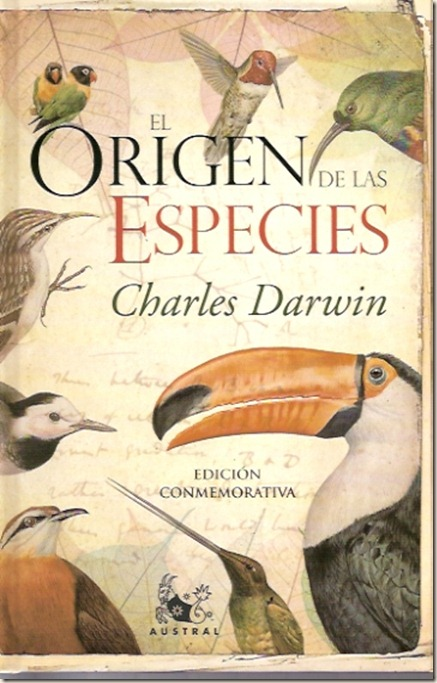 EL
ORIGEN
DE LAS
ESPECIES
Charles Darwin
B & D
EDICIÓN
CONMEMORATIVA
AUSTRAL